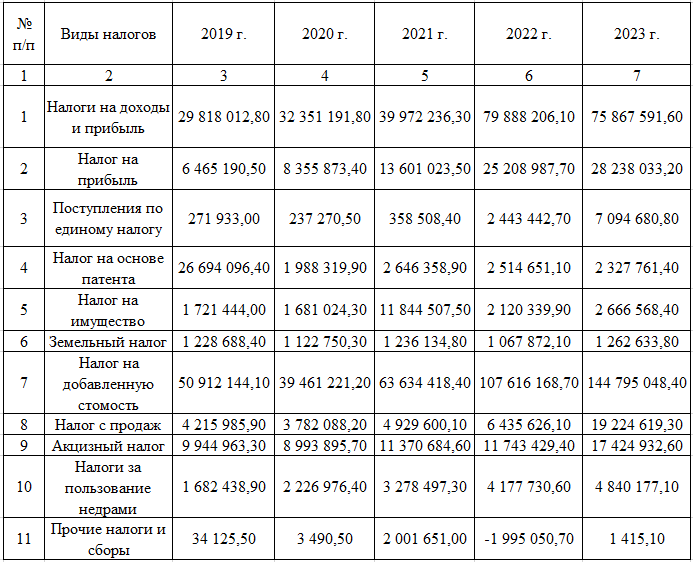 № п/п Виды налогов 2019 г. 2020 г. 2021 г. 2022 г. 2023 г.
1 2 3 4 5 6 7
1 Налоги на доходы и прибыль 29 818 012,80 32 351 191,80 39 972 236,30 79 888 206,10 75 867 591,60
2 Налог на прибыль 6 465 190,50 8 355 873,40 13 601 023,50 25 208 987,70 28 238 033,20
3 Поступления по единому налогу 271 933,00 237 270,50 358 508,40 2 443 442,70 7 094 680,80
4 Налог на основе патента 26 694 096,40 1 988 319,90 2 646 358,90 2 514 651,10 2 327 761,40
5 Налог на имущество 1 721 444,00 1 681 024,30 11 844 507,50 2 120 339,90 2 666 568,40
6 Земельный налог 1 228 688,40 1 122 750,30 1 236 134,80 1 067 872,10 1 262 633,80
7 Налог на добавленную стомость 50 912 144,10 39 461 221,20 63 634 418,40 107 616 168,70 144 795 048,40
8 Налог с продаж 4 215 985,90 3 782 088,20 4 929 600,10 6 435 626,10 19 224 619,30
9 Акцизный налог 9 944 963,30 8 993 895,70 11 370 684,60 11 743 429,40 17 424 932,60
10 Налоги за пользование недрами 1 682 438,90 2 226 976,40 3 278 497,30 4 177 730,60 4 840 177,10
11 Прочие налоги и сборы 34 125,50 3 490,50 2 001 651,00 -1 995 050,70 1 415,10